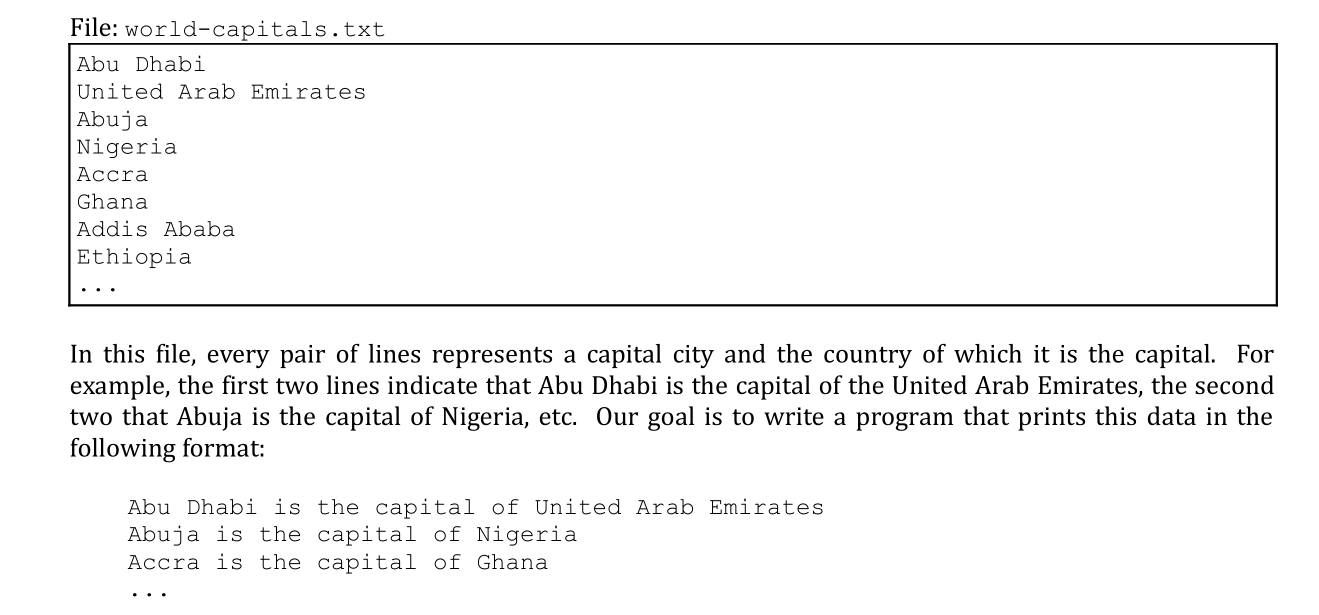 File: world-capitals.txt
Abu Dhabi
United Arab Emirates
Abuja
Nigeria
Accra
Ghana
Addis Ababa
Ethiopia
...
In this file, every pair of lines represents a capital city and the country of which it is the capital. For
example, the first two lines indicate that Abu Dhabi is the capital of the United Arab Emirates, the second
two that Abuja is the capital of Nigeria, etc. Our goal is to write a program that prints this data in the
following format:
Abu Dhabi is the capital of United Arab Emirates
Abuja is the capital of Nigeria
Accra is the capital of Ghana
...